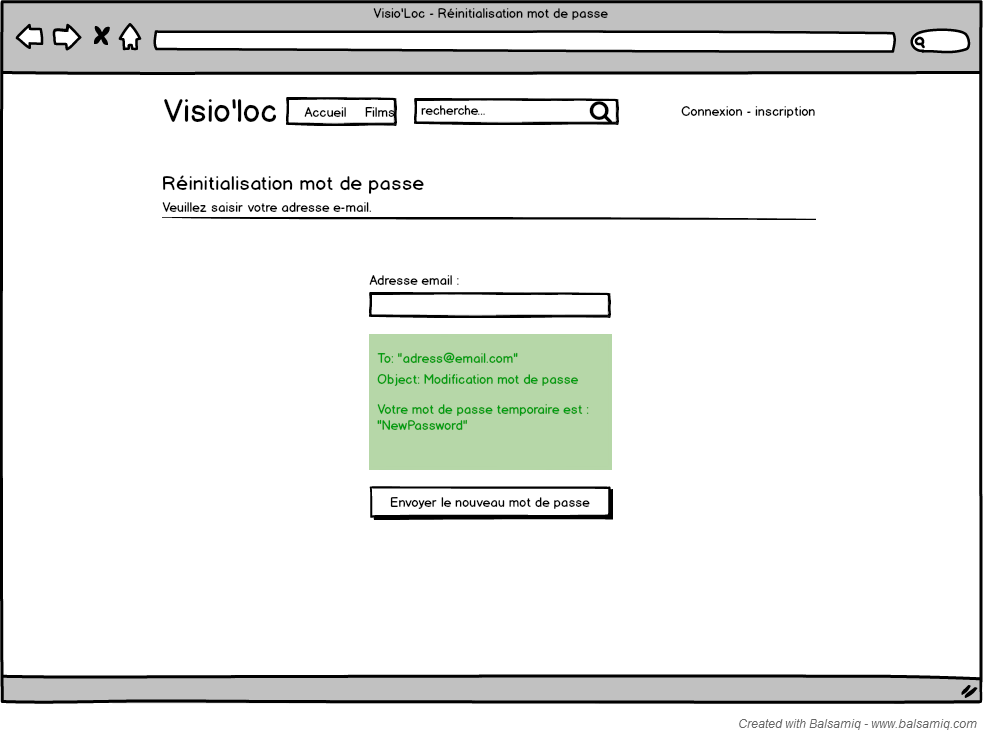 Visio'Loc - Réinitialisation mot de passe
Visio'loc Accueil Films recherche... Connexion - inscription
Réinitialisation mot de passe
Veuillez saisir votre adresse e-mail.
Adresse email :
To: "adress@email.com"
Object: Modification mot de passe
Votre mot de passe temporaire est :
"NewPassword"
Envoyer le nouveau mot de passe
Created with Balsamiq - www.balsamiq.com